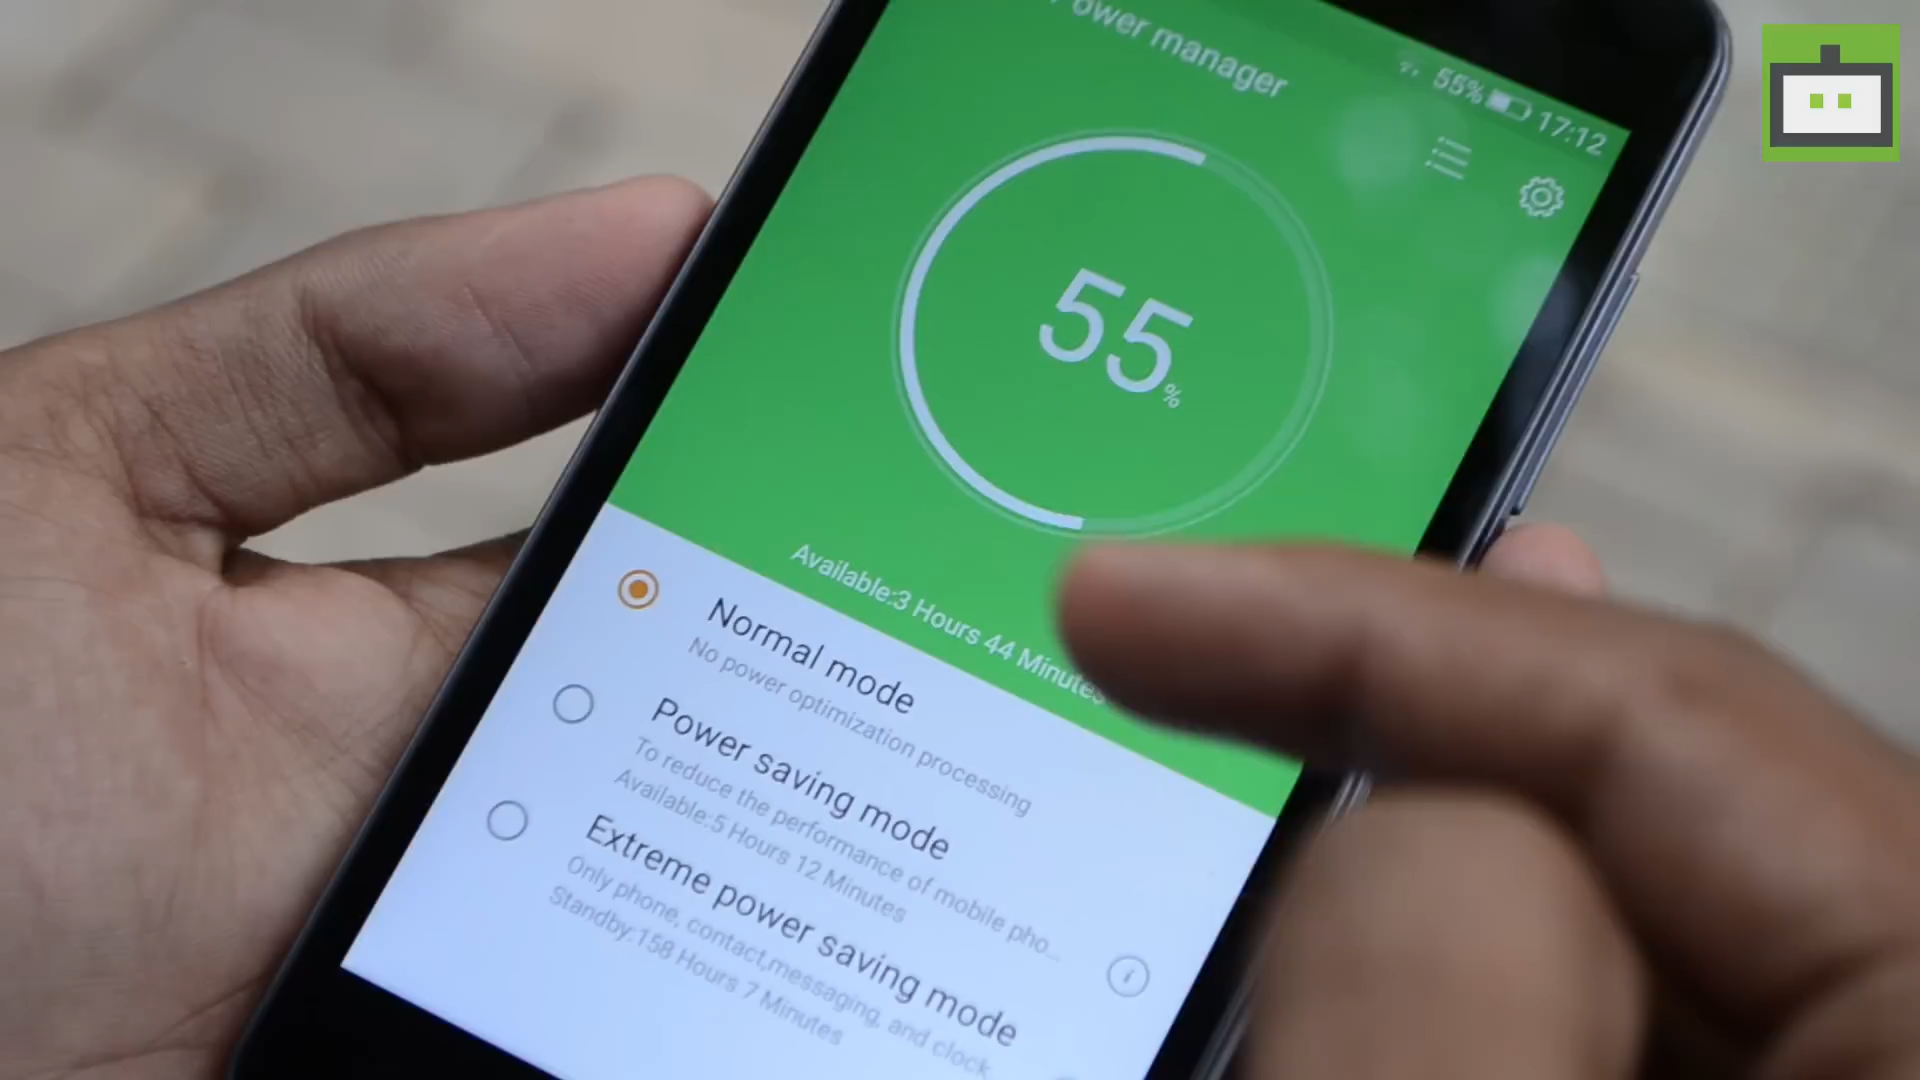 55% 17:12
Power manager
55%
Available:3 Hours 44 Minutes
Normal mode
No power optimization processing
Power saving mode
To reduce the performance of mobile pho...
Available:5 Hours 12 Minutes
Extreme power saving mode
Only phone, contact,messaging, and clock
Standby:158 Hours 7 Minutes